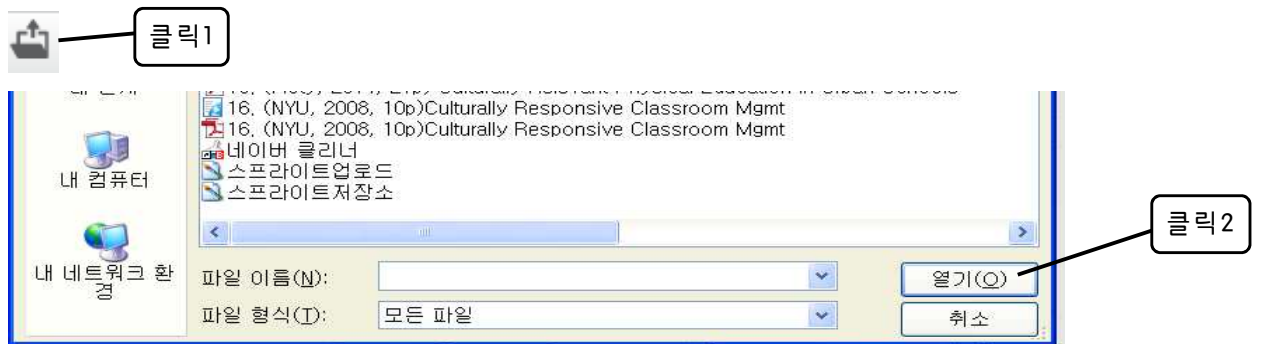 클릭1
16. (NYU, 2008, 10p)Culturally Responsive Classroom Mgmt
16. (NYU, 2008, 10p)Culturally Responsive Classroom Mgmt
네이버 클리너
스프라이트업로드
스프라이트저장소
내 컴퓨터
클릭2
내 네트워크 환
경
파일 이름(N):
열기(O)
파일 형식(T):
모든 파일
취소